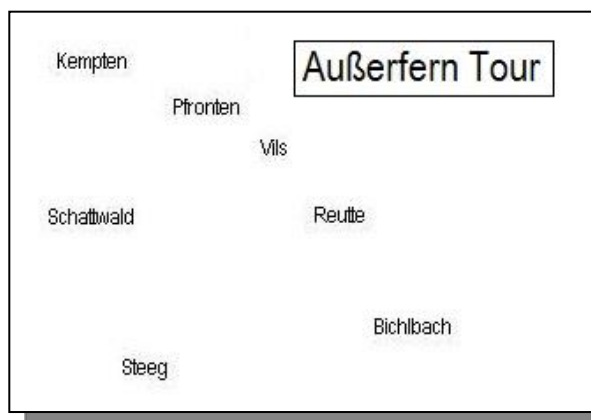 Außerfern Tour
Kempten
Pfronten
Vils
Schattwald
Reutte
Bichlbach
Steeg